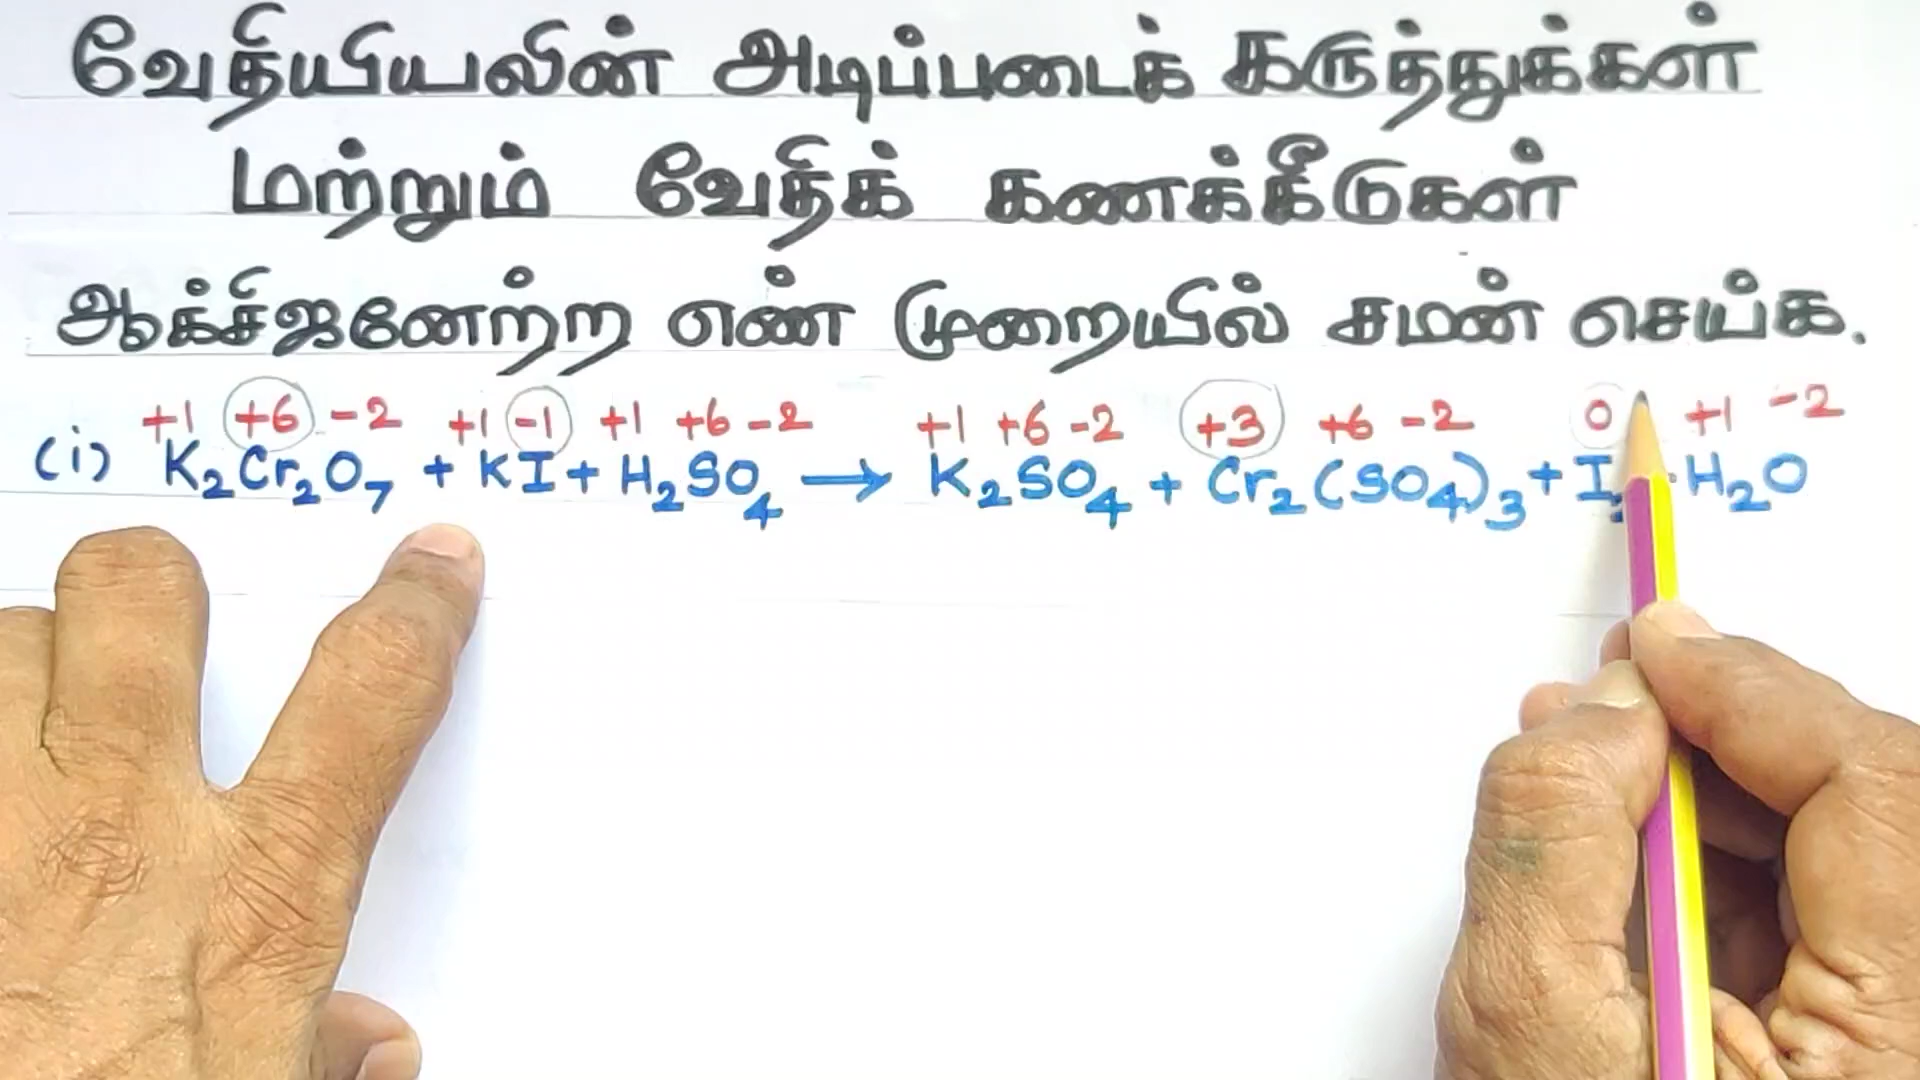 வேதியியலின் அடிப்படைக் கருத்துக்கள்
மற்றும் வேதிக் கணக்கீடுகள்
ஆக்சிஜனேற்ற எண் முறையில் சமன் செய்க.
+1 +6 -2 +1 -1 +1 +6 -2 +1 +6 -2 +3 +6 -2 0 +1 -2
(i) K₂Cr₂O₇ + KI + H₂SO₄ → K₂SO₄ + Cr₂(SO₄)₃ + I₂ H₂O